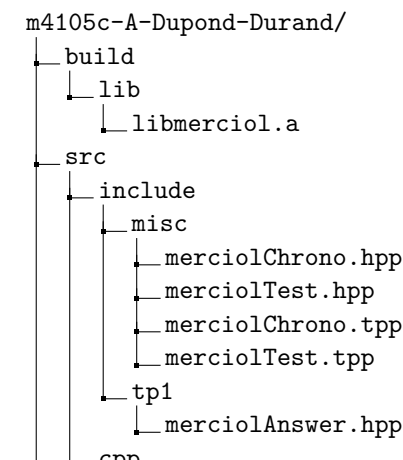 m4105c-A-Dupond-Durand/
build
lib
libmerciol.a
src
include
misc
merciolChrono.hpp
merciolTest.hpp
merciolChrono.tpp
merciolTest.tpp
tp1
merciolAnswer.hpp
cpp